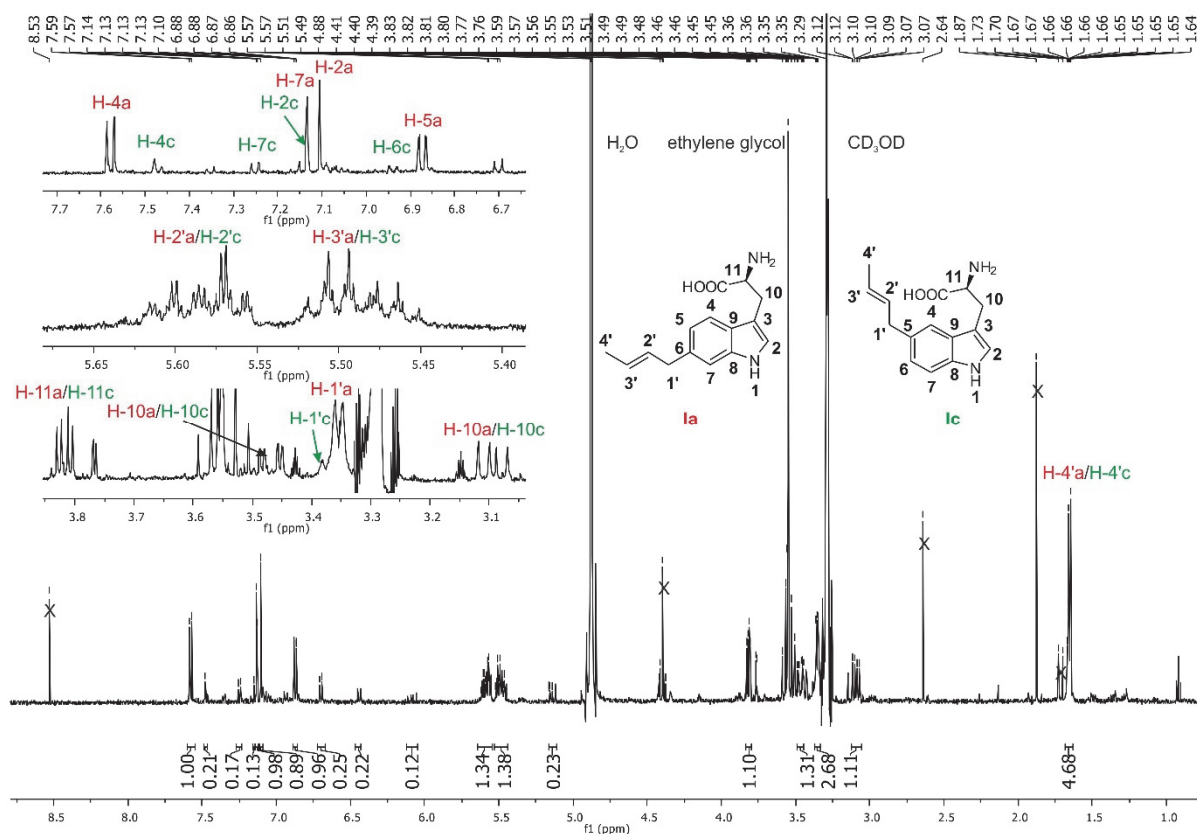 8.53 7.59 7.57 7.13 7.13 7.13 7.10 6.88 6.88 6.87 6.86 5.57 5.57 5.51 5.49 4.88 4.41 4.40 4.39 3.83 3.82 3.81 3.80 3.77 3.76 3.59 3.57 3.56 3.55 3.55 3.53 3.51 3.49 3.49 3.48 3.46 3.46 3.45 3.45 3.36 3.36 3.35 3.35 3.29 3.12 3.12 3.10 3.10 3.09 3.07 3.07 2.64 1.87 1.73 1.70 1.67 1.67 1.66 1.66 1.66 1.66 1.65 1.65 1.65 1.65 1.64
H-4a
H-4c
H-7c
H-7a
H-2c
H-2a
H-6c
H-5a
7.7 7.6 7.5 7.4 7.3 7.2 7.1 7.0 6.9 6.8 6.7
f1 (ppm)
H-2'a/H-2'c
H-3'a/H-3'c
5.65 5.60 5.55 5.50 5.45 5.40
f1 (ppm)
H-11a/H-11c
H-10a/H-10c
H-1'c
H-1'a
H-10a/H-10c
3.8 3.7 3.6 3.5 3.4 3.3 3.2 3.1
f1 (ppm)
H₂O
ethylene glycol
CD₃OD
NH₂
11
HOOC
10
4
5
9
3
4'
2'
6
2
3'
8
7
N
H
1'
1
Ia
4'
NH₂
11
2'
HOOC
10
3'
4
9
3
1'
5
2
6
8
N
H
7
1
Ic
X
X
X
X
X
H-4'a/H-4'c
1.00 0.21 0.17 0.13 0.98 0.89 0.96 0.25 0.22 0.12 1.34 1.38 0.23 1.10 1.31 2.68 1.11 4.68
8.5 8.0 7.5 7.0 6.5 6.0 5.5 5.0 4.5 4.0 3.5 3.0 2.5 2.0 1.5 1.0
f1 (ppm)